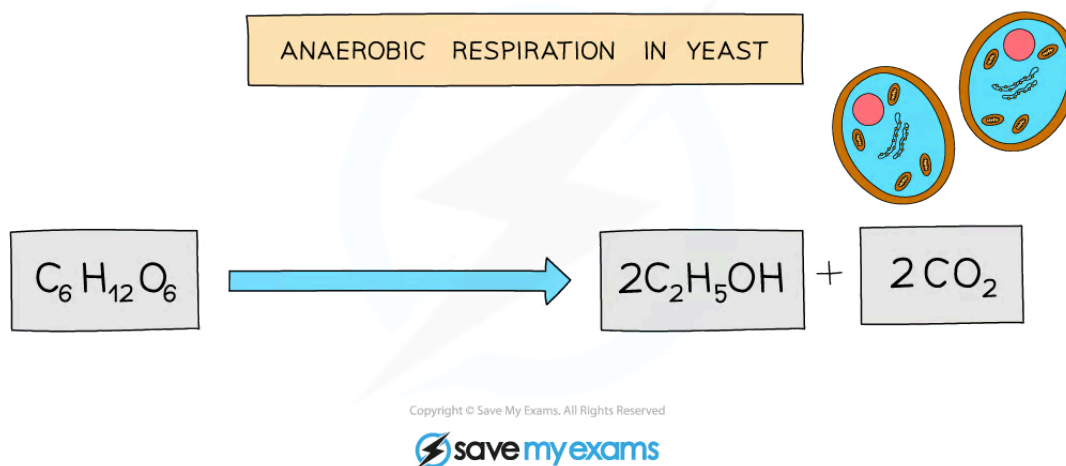 ANAEROBIC RESPIRATION IN YEAST
C₆H₁₂O₆ 2C₂H₅OH + 2CO₂
Copyright © Save My Exams. All Rights Reserved
save my exams